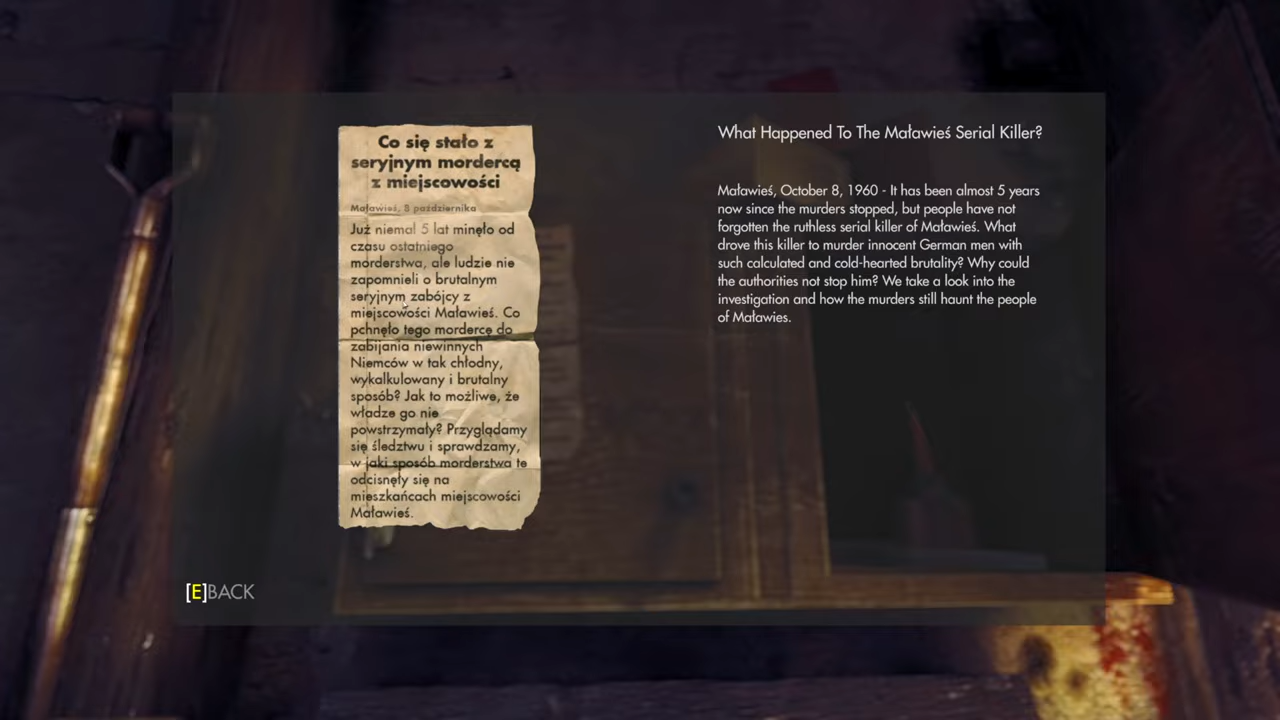 Co się stało z
seryjnym mordercą
z miejscowości
Maławieś, 8 października
Już niemal 5 lat minęło od
czasu ostatniego
morderstwa, ale ludzie nie
zapomnieli o brutalnym
seryjnym zabójcy z
miejscowości Maławieś. Co
pchnęło tego mordercę do
zabijania niewinnych
Niemców w tak chłodny,
wykalkulowany i brutalny
sposób? Jak to możliwe, że
władze go nie
powstrzymały? Przyglądamy
się śledztwu i sprawdzamy,
w jaki sposób morderstwa te
odcisnęły się na
mieszkańcach miejscowości
Maławieś.
What Happened To The Maławieś Serial Killer?
Maławieś, October 8, 1960 - It has been almost 5 years
now since the murders stopped, but people have not
forgotten the ruthless serial killer of Maławieś. What
drove this killer to murder innocent German men with
such calculated and cold-hearted brutality? Why could
the authorities not stop him? We take a look into the
investigation and how the murders still haunt the people
of Maławies.
[E]BACK